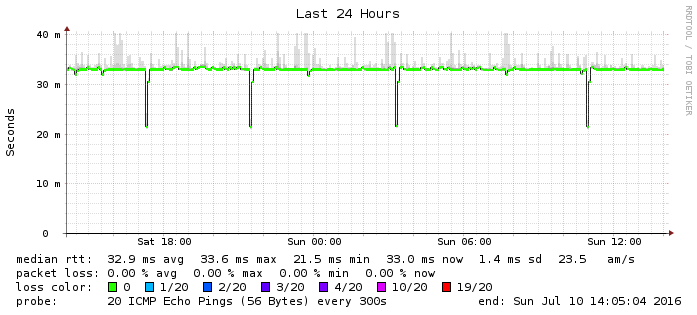 Last 24 Hours
RRDTOOL / TOBI OETIKER
Seconds
40 m
30 m
20 m
10 m
0
Sat 18:00 Sun 00:00 Sun 06:00 Sun 12:00
median rtt: 32.9 ms avg 33.6 ms max 21.5 ms min 33.0 ms now 1.4 ms sd 23.5 am/s
packet loss: 0.00 % avg 0.00 % max 0.00 % min 0.00 % now
loss color: 0 1/20 2/20 3/20 4/20 10/20 19/20
probe: 20 ICMP Echo Pings (56 Bytes) every 300s end: Sun Jul 10 14:05:04 2016